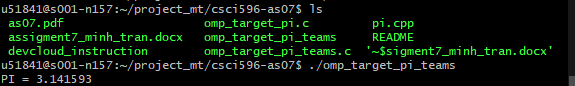 u51841@s001-n157:~/project_mt/csci596-as07$ ls
as07.pdf omp_target_pi.c pi.cpp
assigment7_minh_tran.docx omp_target_pi_teams README
devcloud_instruction omp_target_pi_teams.c '~$sigment7_minh_tran.docx'
u51841@s001-n157:~/project_mt/csci596-as07$ ./omp_target_pi_teams
PI = 3.141593